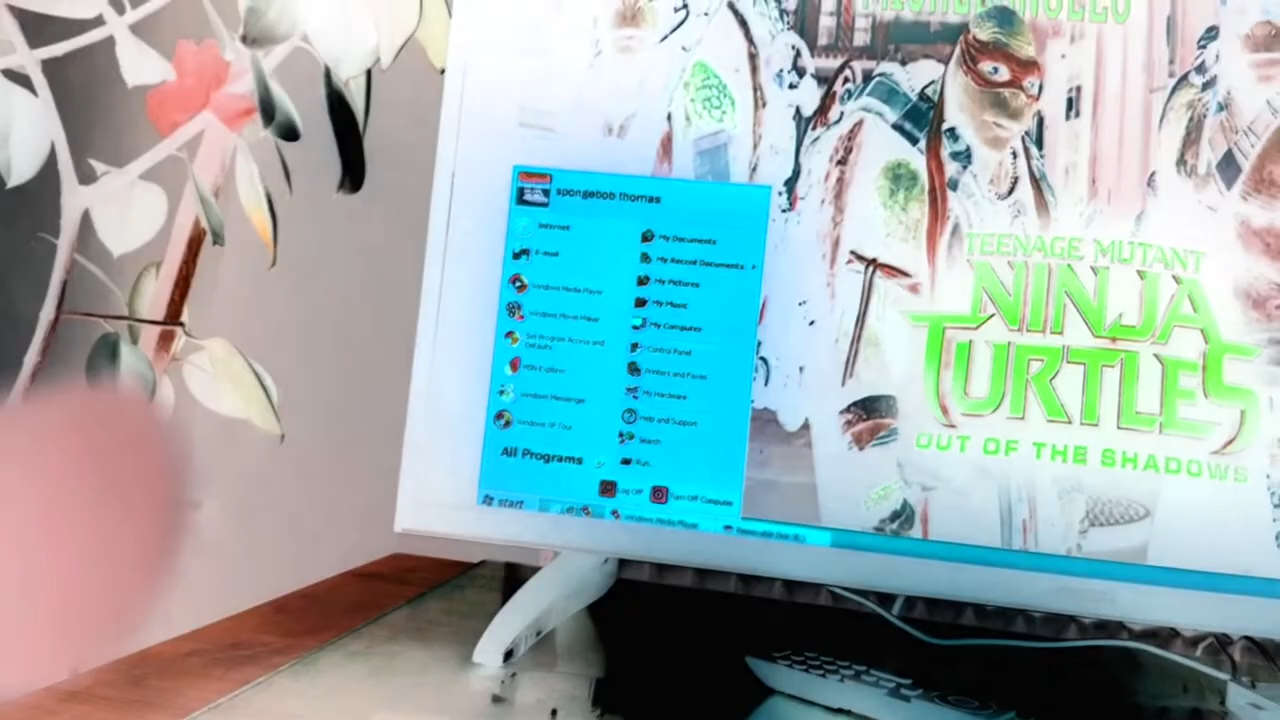 MICHELANGELO
spongebob thomas
Internet
E-mail
Windows Media Player
Windows Movie Maker
Set Program Access and
Defaults
MSN Explorer
Windows Messenger
Windows XP Tour
All Programs
My Documents
My Recent Documents
My Pictures
My Music
My Computer
Control Panel
Printers and Faxes
My Hardware
Help and Support
Search
Run...
Log Off
Turn Off Computer
start
Windows Media Player
Removable Disk (E:)
TEENAGE MUTANT
NINJA
TURTLES
OUT OF THE SHADOWS